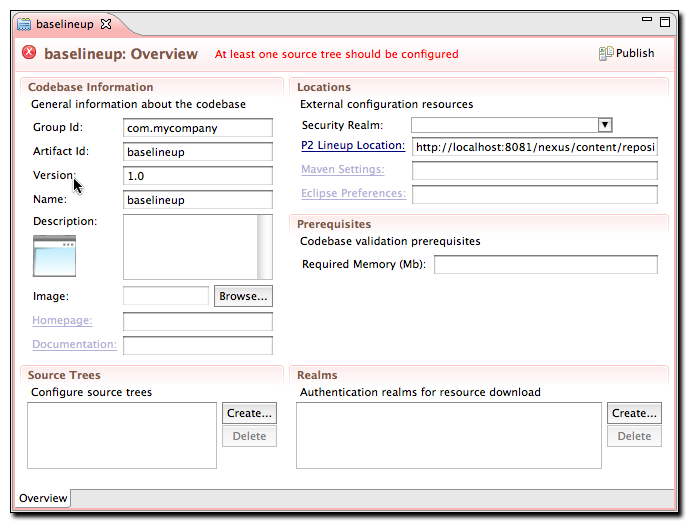 baselineup
baselineup: Overview
At least one source tree should be configured
Publish
Codebase Information
General information about the codebase
Group Id:
com.mycompany
Artifact Id:
baselineup
Version:
1.0
Name:
baselineup
Description:
Image:
Browse...
Homepage:
Documentation:
Locations
External configuration resources
Security Realm:
P2 Lineup Location:
http://localhost:8081/nexus/content/reposi
Maven Settings:
Eclipse Preferences:
Prerequisites
Codebase validation prerequisites
Required Memory (Mb):
Source Trees
Configure source trees
Create...
Delete
Realms
Authentication realms for resource download
Create...
Delete
Overview